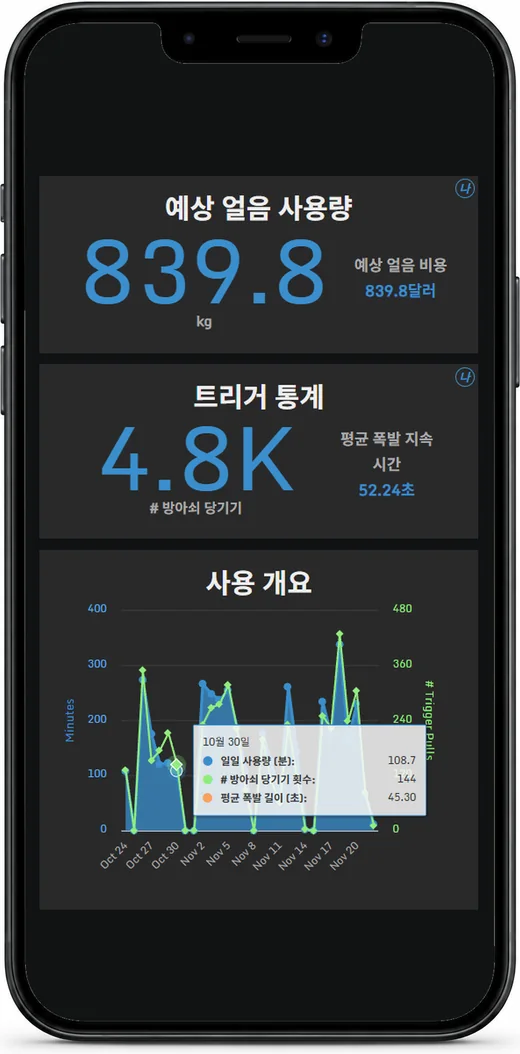 나
예상 얼음 사용량
839.8
kg
예상 얼음 비용
839.8달러
나
트리거 통계
4.8K
# 방아쇠 당기기
평균 폭발 지속
시간
52.24초
사용 개요
400
300
200
100
0
Minutes
480
360
240
0
# Trigger Pulls
10월 30일
일일 사용량 (분): 108.7
# 방아쇠 당기기 횟수: 144
평균 폭발 길이 (초): 45.30
Oct 24
Oct 27
Oct 30
Nov 2
Nov 5
Nov 8
Nov 11
Nov 14
Nov 17
Nov 20